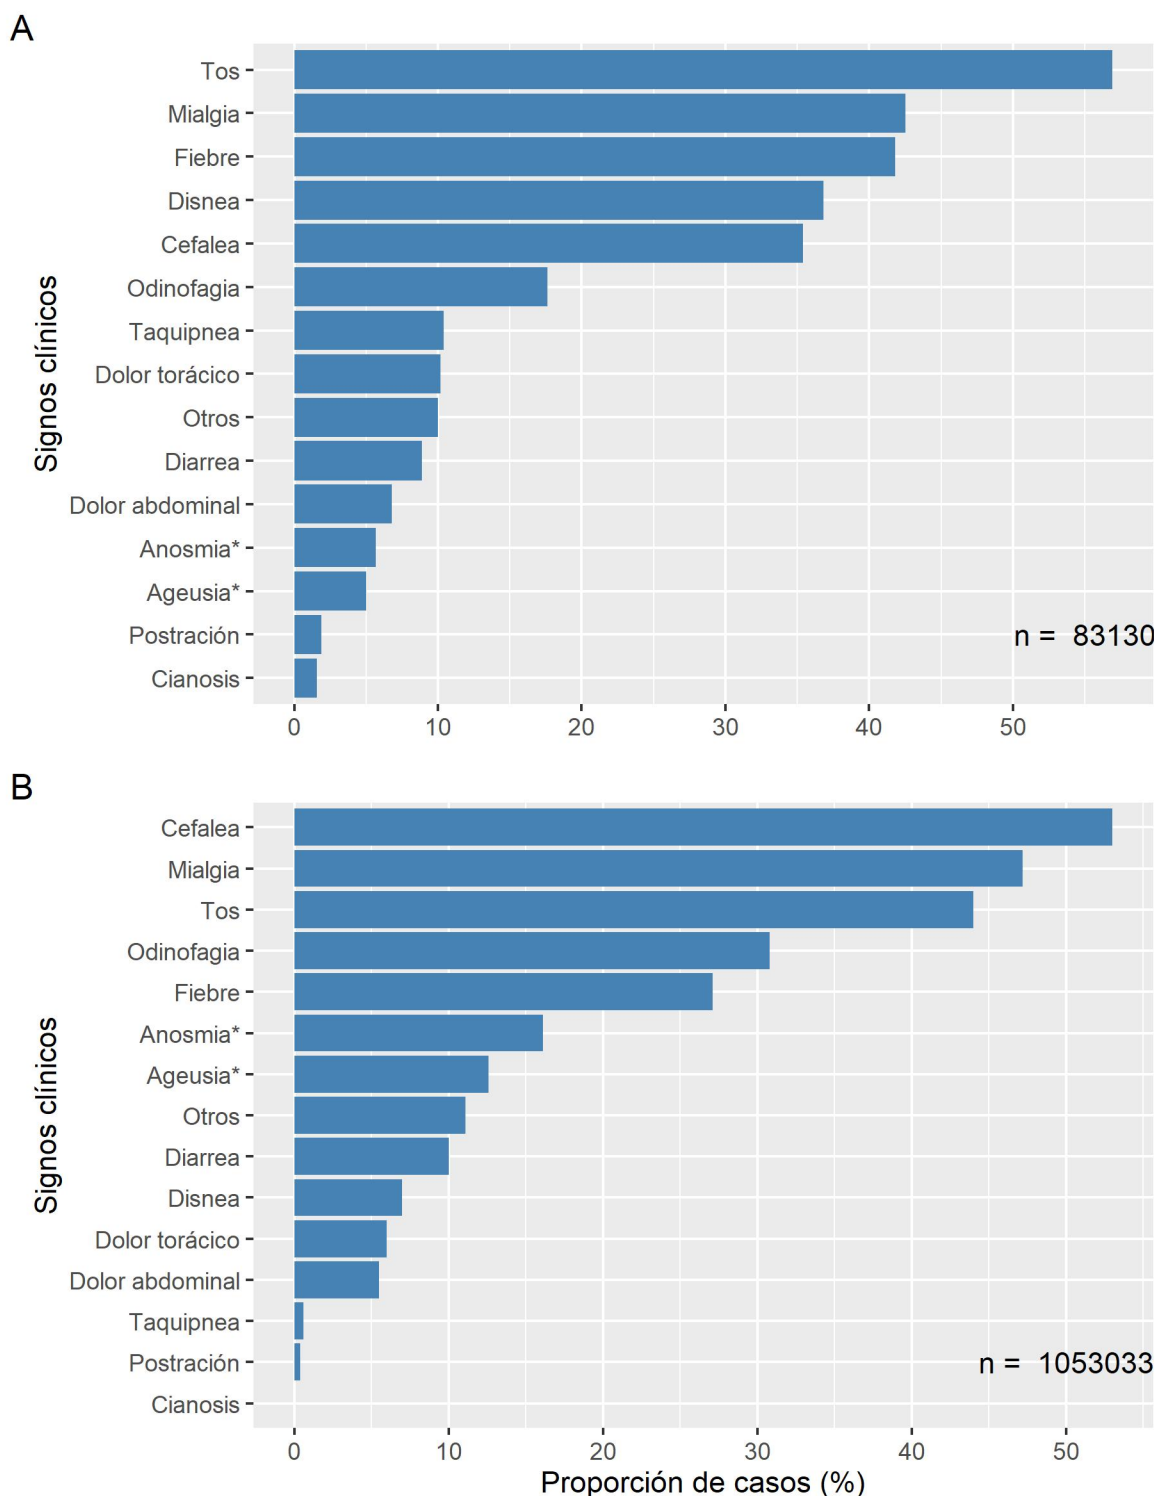 A
Signos clínicos
Tos
Mialgia
Fiebre
Disnea
Cefalea
Odinofagia
Taquipnea
Dolor torácico
Otros
Diarrea
Dolor abdominal
Anosmia*
Ageusia*
Postración
Cianosis
n = 83130
0 10 20 30 40 50
B
Signos clínicos
Cefalea
Mialgia
Tos
Odinofagia
Fiebre
Anosmia*
Ageusia*
Otros
Diarrea
Disnea
Dolor torácico
Dolor abdominal
Taquipnea
Postración
Cianosis
n = 1053033
0 10 20 30 40 50
Proporción de casos (%)